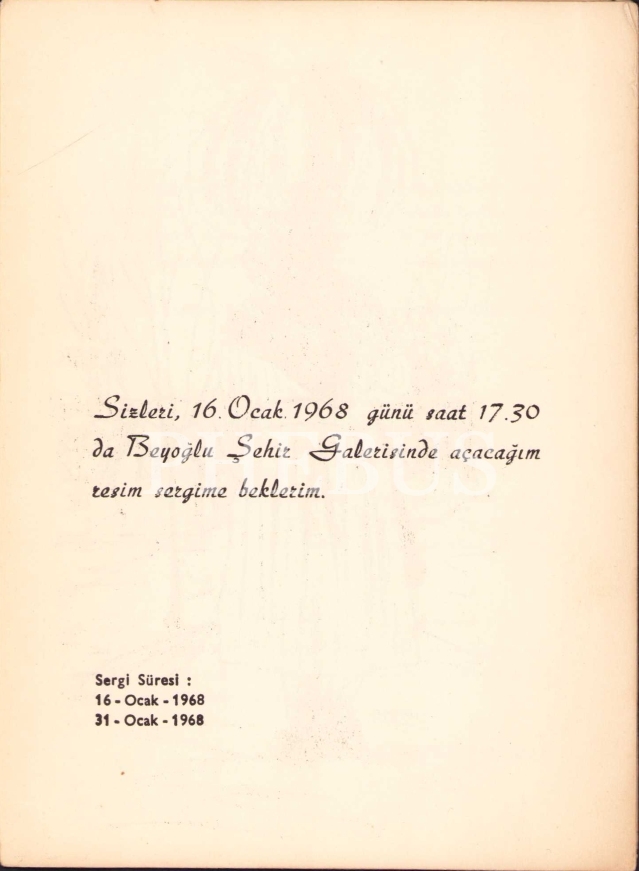 Sizleri, 16. Ocak. 1968 günü saat 17.30
da Beyoğlu Şehir Galerisinde açacağım
resim sergime beklerim.
PHEBUS
Sergi Süresi :
16 - Ocak - 1968
31 - Ocak - 1968